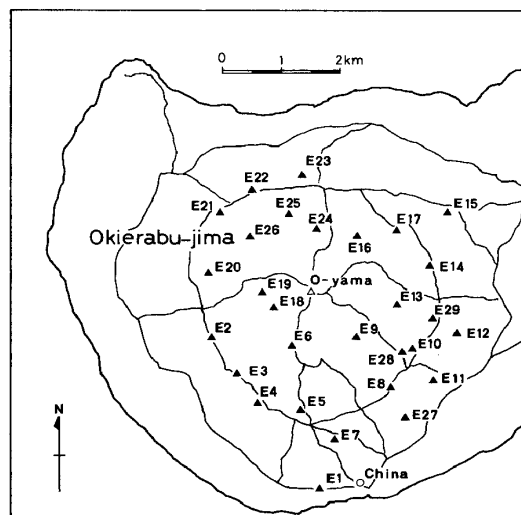 0 1 2km
E23
E22
E21
E25
E15
E24
E17
Okierabu-jima
E26
E16
E20
O-yama
E14
E19
E18
E13
E29
E2
E6
E9
E12
E10
E28
E3
E8
E11
E4
E5
E27
N
E7
China
E1